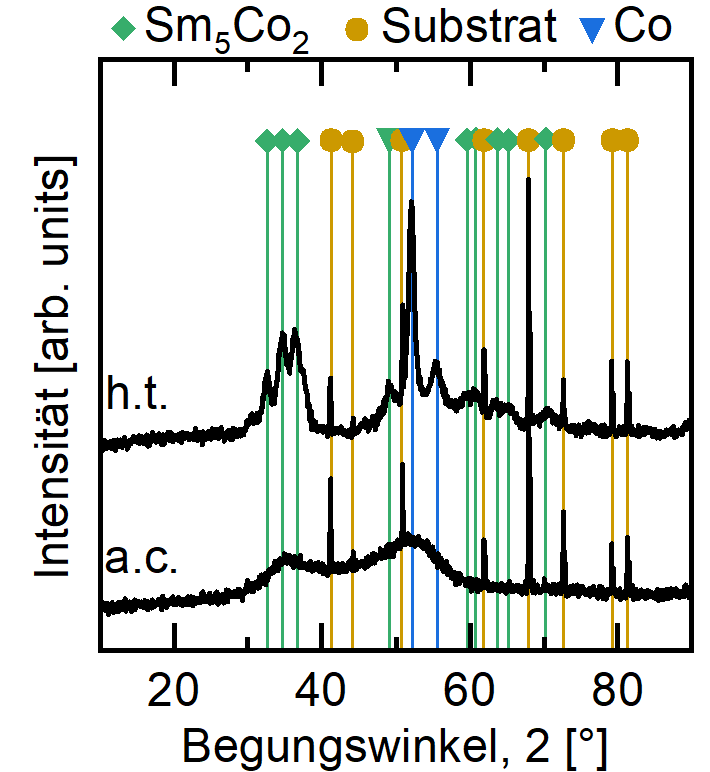 Sm₅Co₂ Substrat Co
Intensität [arb. units]
h.t.
a.c.
20 40 60 80
Begungswinkel, 2 [°]